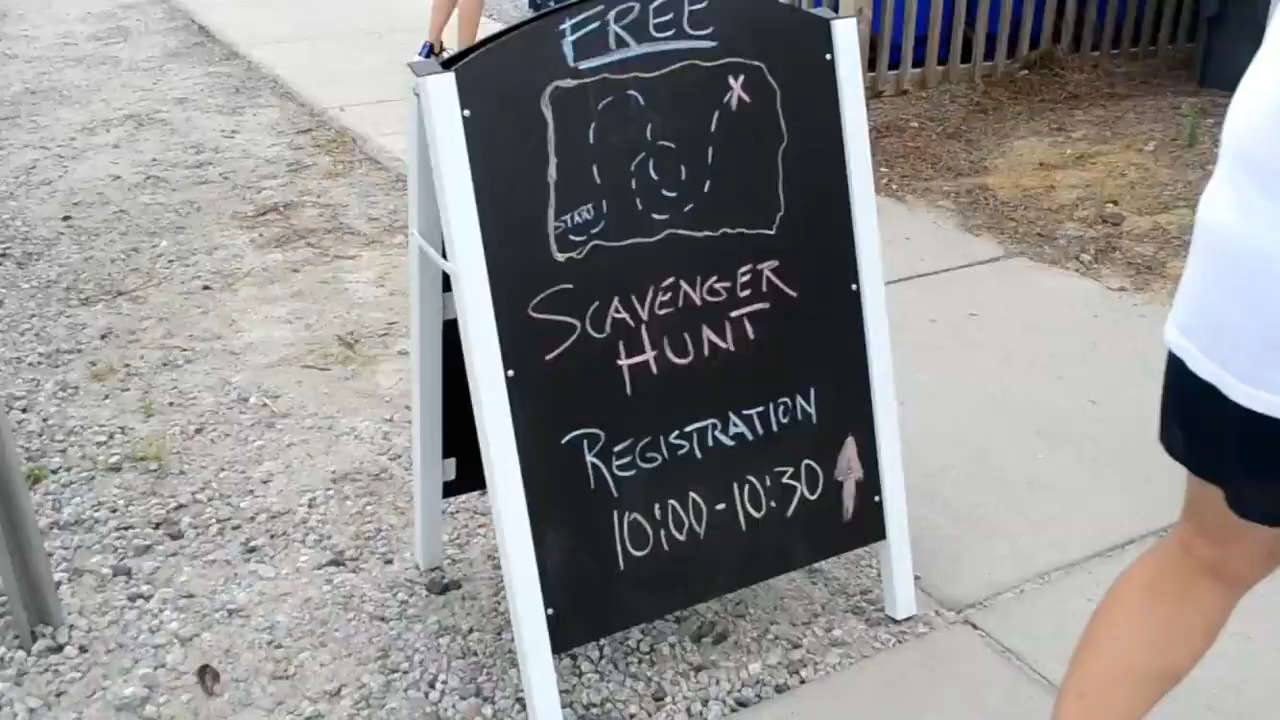 FREE
X
START
SCAVENGER
HUNT
REGISTRATION
10:00-10:30